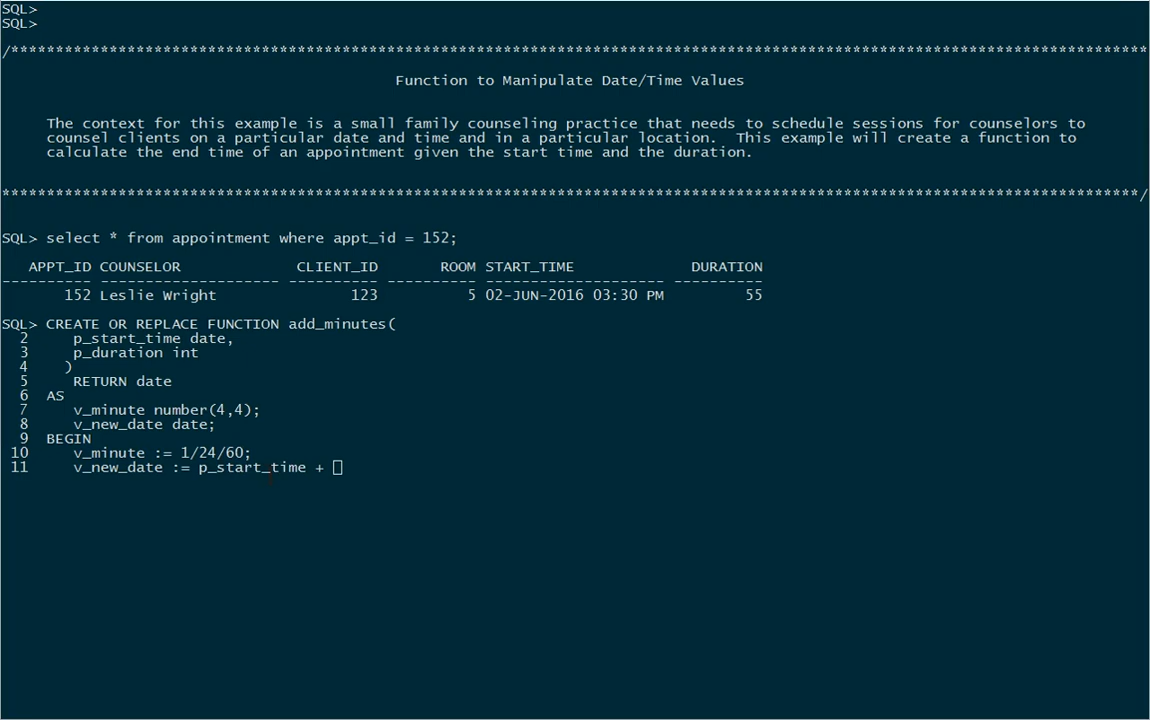 SQL>
SQL>
/*******************************************************************************************************************************
Function to Manipulate Date/Time Values
The context for this example is a small family counseling practice that needs to schedule sessions for counselors to
counsel clients on a particular date and time and in a particular location.  This example will create a function to
calculate the end time of an appointment given the start time and the duration.
*******************************************************************************************************************************/
SQL> select * from appointment where appt_id = 152;
APPT_ID COUNSELOR             CLIENT_ID       ROOM START_TIME             DURATION
---------- -------------------- ---------- ---------- -------------------- ----------
152 Leslie Wright               123          5 02-JUN-2016 03:30 PM         55
SQL> CREATE OR REPLACE FUNCTION add_minutes(
2     p_start_time date,
3     p_duration int
4    )
5     RETURN date
6  AS
7     v_minute number(4,4);
8     v_new_date date;
9  BEGIN
10     v_minute := 1/24/60;
11     v_new_date := p_start_time +